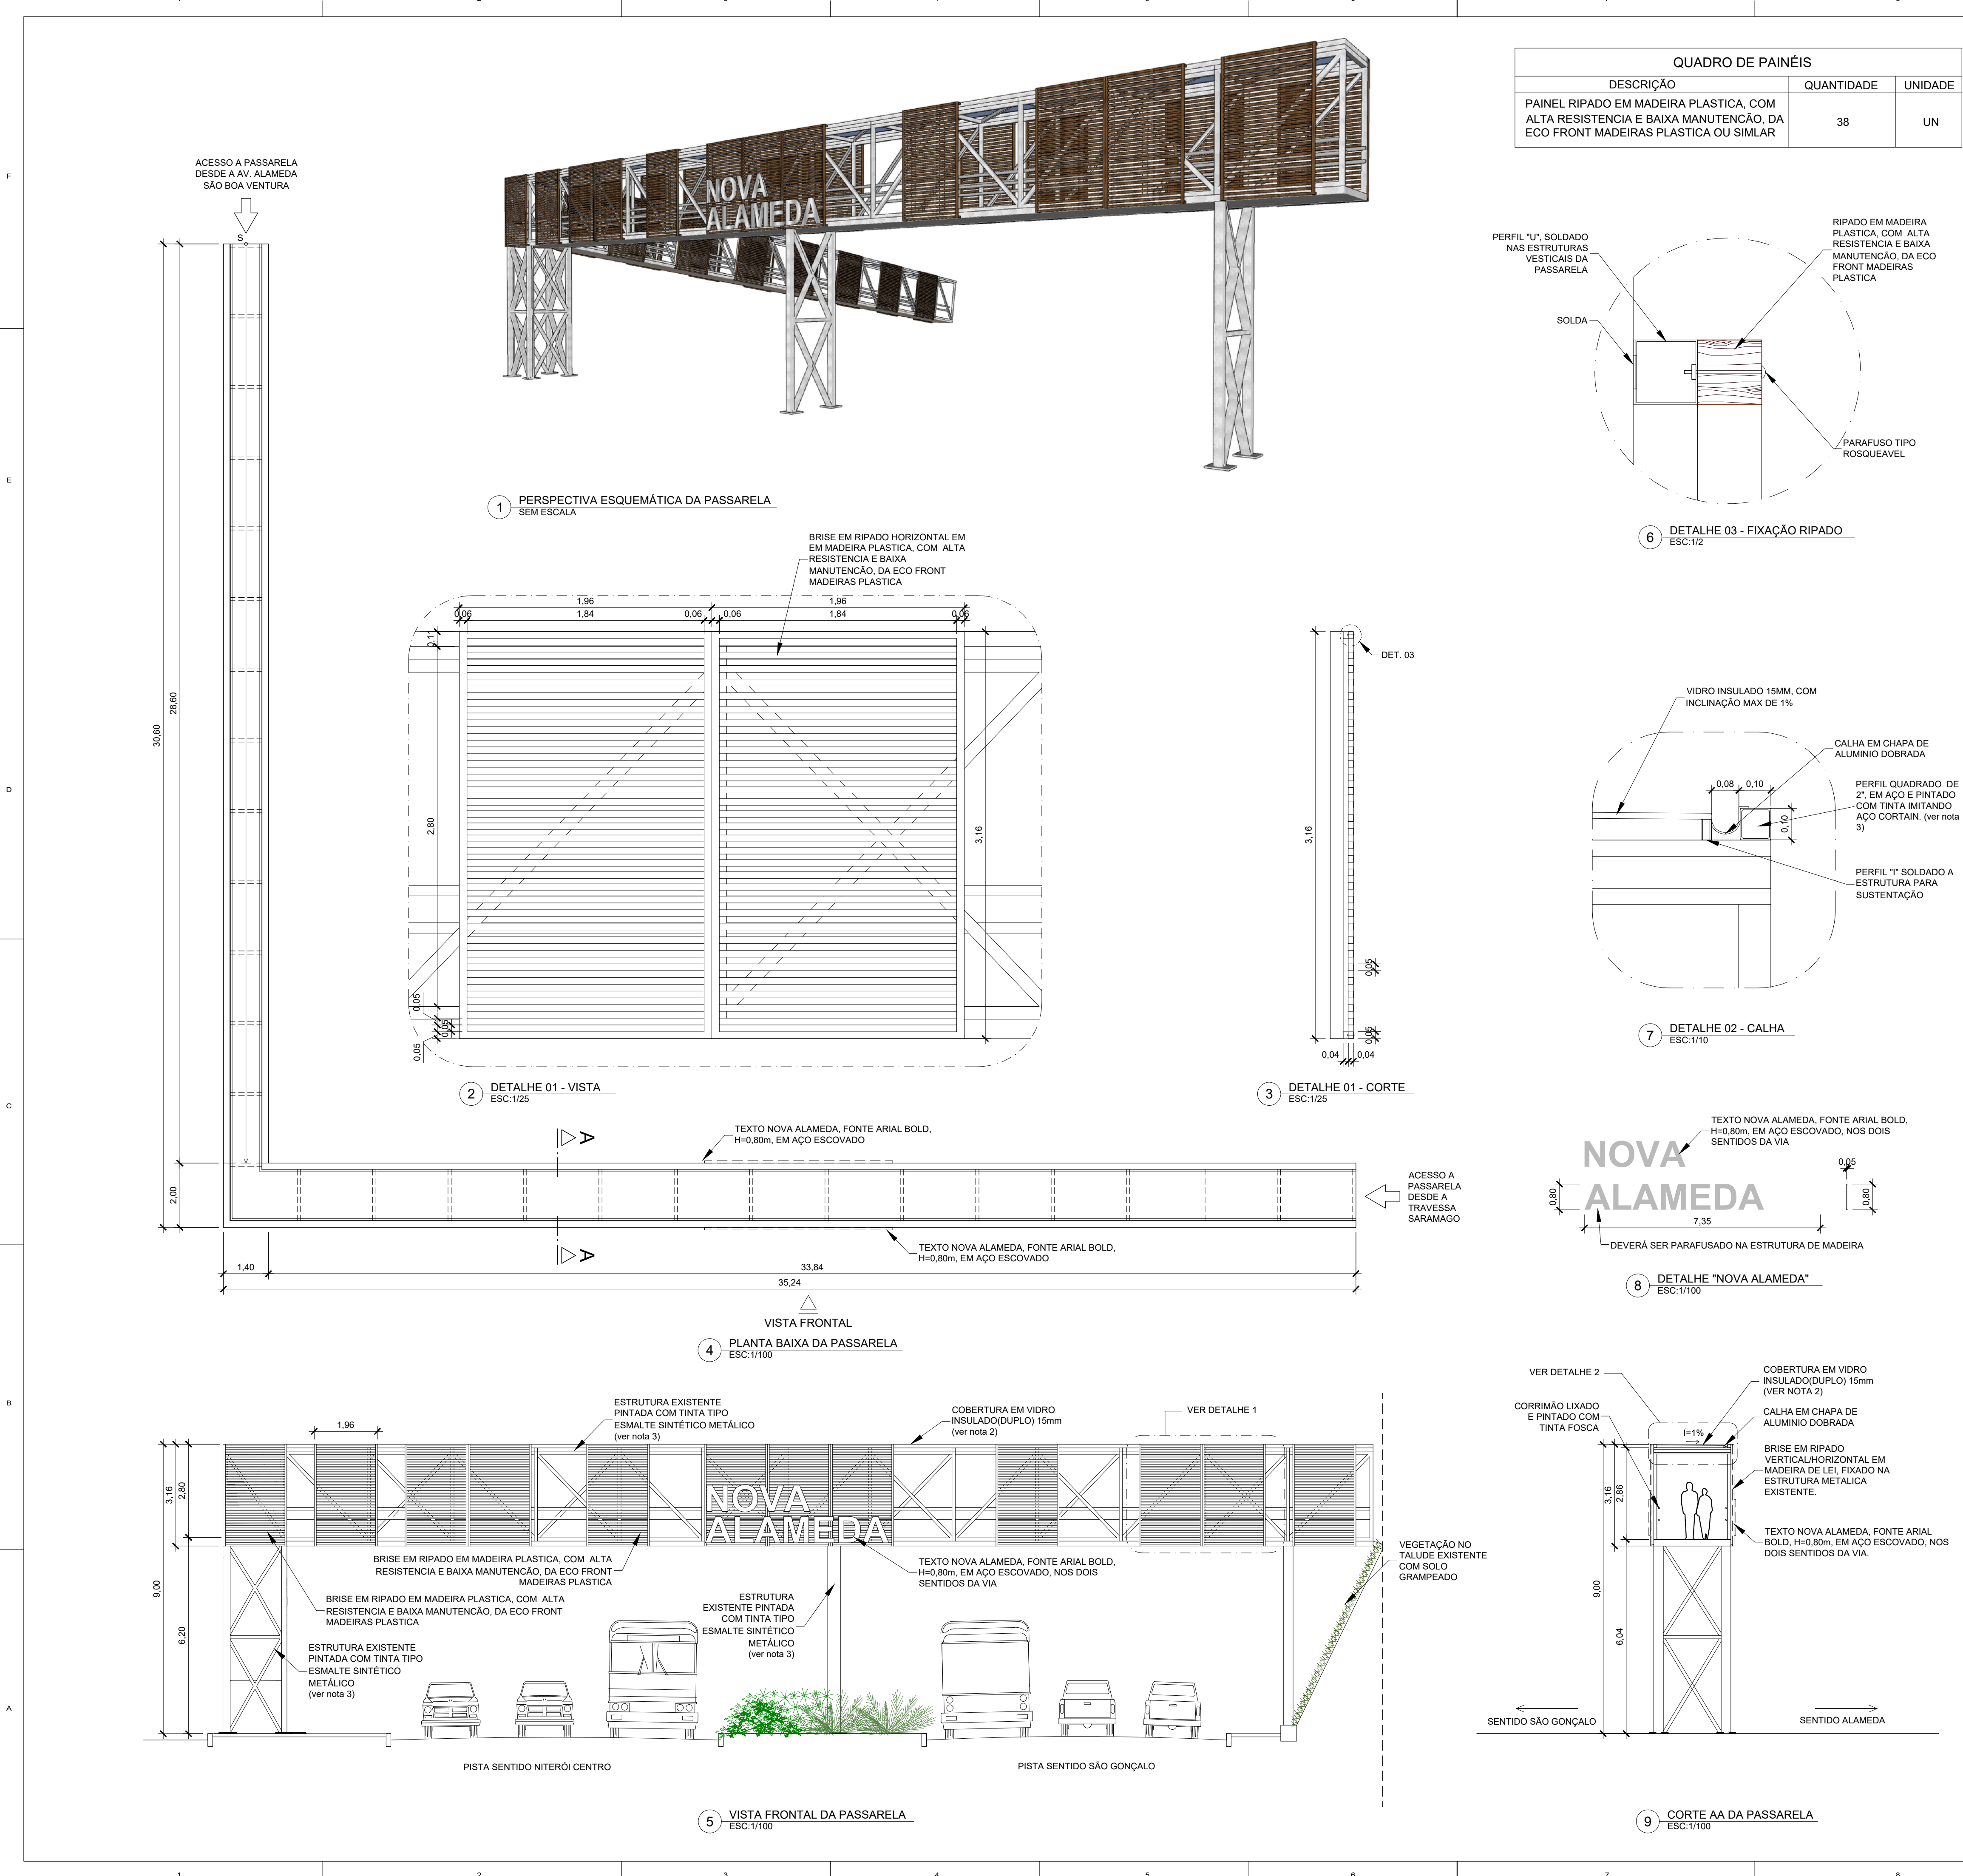 QUADRO DE PAINÉIS
DESCRIÇÃO
QUANTIDADE
UNIDADE
PAINEL RIPADO EM MADEIRA PLASTICA, COM
ALTA RESISTENCIA E BAIXA MANUTENCÃO, DA
ECO FRONT MADEIRAS PLASTICA OU SIMLAR
38
UN
ACESSO A PASSARELA
DESDE A AV. ALAMEDA
SÃO BOA VENTURA
S
30,60
28,60
2,00
NOVA
ALAMEDA
1
PERSPECTIVA ESQUEMÁTICA DA PASSARELA
SEM ESCALA
PERFIL "U", SOLDADO
NAS ESTRUTURAS
VESTICAIS DA
PASSARELA
SOLDA
RIPADO EM MADEIRA
PLASTICA, COM ALTA
RESISTENCIA E BAIXA
MANUTENCÃO, DA ECO
FRONT MADEIRAS
PLASTICA
PARAFUSO TIPO
ROSQUEAVEL
6
DETALHE 03 - FIXAÇÃO RIPADO
ESC:1/2
BRISE EM RIPADO HORIZONTAL EM
EM MADEIRA PLASTICA, COM ALTA
RESISTENCIA E BAIXA
MANUTENCÃO, DA ECO FRONT
MADEIRAS PLASTICA
1,96
1,96
0,06
1,84
0,06
0,06
1,84
0,06
0,11
2,80
3,16
0,05
0,05
0,05
2
DETALHE 01 - VISTA
ESC:1/25
DET. 03
3,16
0,05
0,05
0,04
0,04
3
DETALHE 01 - CORTE
ESC:1/25
VIDRO INSULADO 15MM, COM
INCLINAÇÃO MAX DE 1%
CALHA EM CHAPA DE
ALUMINIO DOBRADA
0,08
0,10
0,10
PERFIL QUADRADO DE
2", EM AÇO E PINTADO
COM TINTA IMITANDO
AÇO CORTAIN. (ver nota
3)
PERFIL "I" SOLDADO A
ESTRUTURA PARA
SUSTENTAÇÃO
7
DETALHE 02 - CALHA
ESC:1/10
TEXTO NOVA ALAMEDA, FONTE ARIAL BOLD,
H=0,80m, EM AÇO ESCOVADO
A
A
ACESSO A
PASSARELA
DESDE A
TRAVESSA
SARAMAGO
TEXTO NOVA ALAMEDA, FONTE ARIAL BOLD,
H=0,80m, EM AÇO ESCOVADO
1,40
33,84
35,24
VISTA FRONTAL
4
PLANTA BAIXA DA PASSARELA
ESC:1/100
TEXTO NOVA ALAMEDA, FONTE ARIAL BOLD,
H=0,80m, EM AÇO ESCOVADO, NOS DOIS
SENTIDOS DA VIA
NOVA
ALAMEDA
0,80
7,35
0,05
0,80
DEVERÁ SER PARAFUSADO NA ESTRUTURA DE MADEIRA
8
DETALHE "NOVA ALAMEDA"
ESC:1/100
1,96
ESTRUTURA EXISTENTE
PINTADA COM TINTA TIPO
ESMALTE SINTÉTICO METÁLICO
(ver nota 3)
COBERTURA EM VIDRO
INSULADO(DUPLO) 15mm
(ver nota 2)
VER DETALHE 1
3,16
2,80
9,00
6,20
NOVA
ALAMEDA
BRISE EM RIPADO EM MADEIRA PLASTICA, COM ALTA
RESISTENCIA E BAIXA MANUTENCÃO, DA ECO FRONT
MADEIRAS PLASTICA
BRISE EM RIPADO EM MADEIRA PLASTICA, COM ALTA
RESISTENCIA E BAIXA MANUTENCÃO, DA ECO FRONT
MADEIRAS PLASTICA
ESTRUTURA EXISTENTE
PINTADA COM TINTA TIPO
ESMALTE SINTÉTICO
METÁLICO
(ver nota 3)
ESTRUTURA
EXISTENTE PINTADA
COM TINTA TIPO
ESMALTE SINTÉTICO
METÁLICO
(ver nota 3)
TEXTO NOVA ALAMEDA, FONTE ARIAL BOLD,
H=0,80m, EM AÇO ESCOVADO, NOS DOIS
SENTIDOS DA VIA
VEGETAÇÃO NO
TALUDE EXISTENTE
COM SOLO
GRAMPEADO
PISTA SENTIDO NITERÓI CENTRO
PISTA SENTIDO SÃO GONÇALO
5
VISTA FRONTAL DA PASSARELA
ESC:1/100
VER DETALHE 2
CORRIMÃO LIXADO
E PINTADO COM
TINTA FOSCA
I=1%
COBERTURA EM VIDRO
INSULADO(DUPLO) 15mm
(VER NOTA 2)
CALHA EM CHAPA DE
ALUMINIO DOBRADA
BRISE EM RIPADO
VERTICAL/HORIZONTAL EM
MADEIRA DE LEI, FIXADO NA
ESTRUTURA METALICA
EXISTENTE.
TEXTO NOVA ALAMEDA, FONTE ARIAL
BOLD, H=0,80m, EM AÇO ESCOVADO, NOS
DOIS SENTIDOS DA VIA.
3,16
2,86
9,00
6,04
SENTIDO SÃO GONÇALO
SENTIDO ALAMEDA
9
CORTE AA DA PASSARELA
ESC:1/100
F
E
D
C
B
A